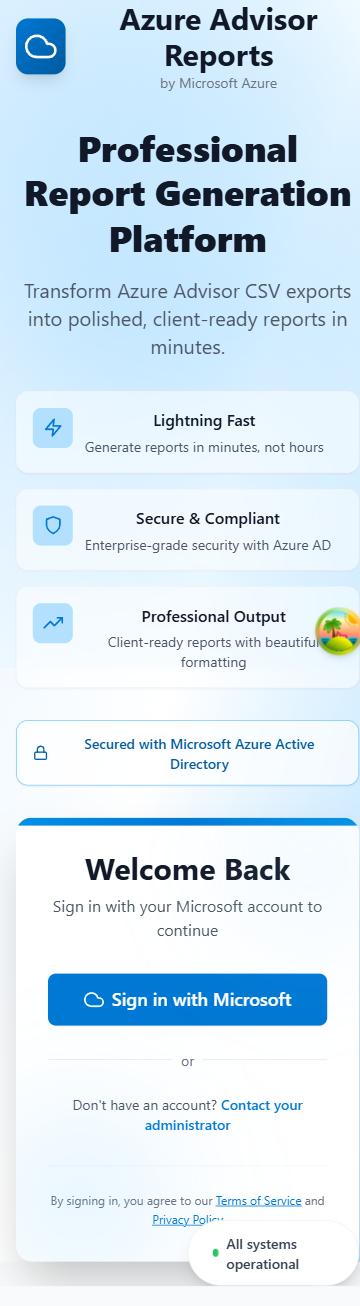 Azure Advisor
Reports
by Microsoft Azure
Professional
Report Generation
Platform
Transform Azure Advisor CSV exports
into polished, client-ready reports in
minutes.
Lightning Fast
Generate reports in minutes, not hours
Secure & Compliant
Enterprise-grade security with Azure AD
Professional Output
Client-ready reports with beautiful
formatting
Secured with Microsoft Azure Active
Directory
Welcome Back
Sign in with your Microsoft account to
continue
Sign in with Microsoft
or
Don't have an account? Contact your
administrator
By signing in, you agree to our Terms of Service and
Privacy Policy
All systems
operational